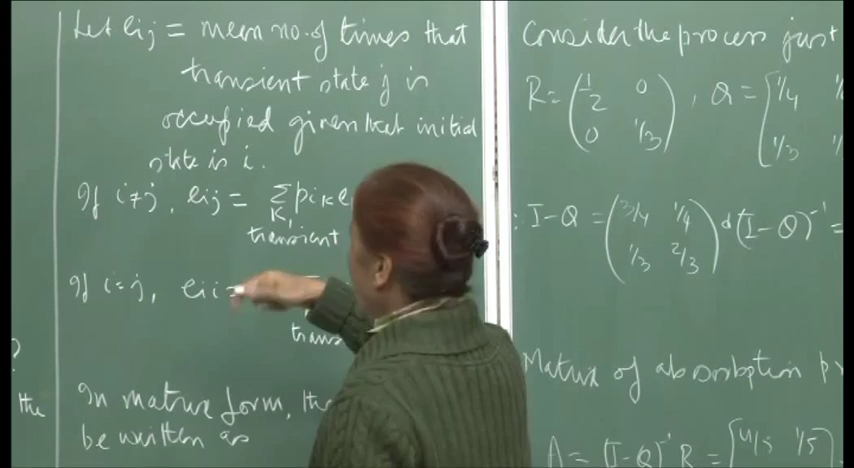 Let eij = mean no. of times that
transient state j is
occupied given that initial
state is i.
If i≠j, eij = Σ pik e
K,
transient
If i=j, eii =
trans
?
the
In matrix form, the
be written as
Consider the process just
R = (1/2 0
0 1/3), Q = [1/4
1/3
: I-Q = (3/4 1/4
1/3 2/3) & (I-Q)⁻¹ =
Matrix of absorption pr
A = (I-Q)⁻¹ R = [4/5 1/5]